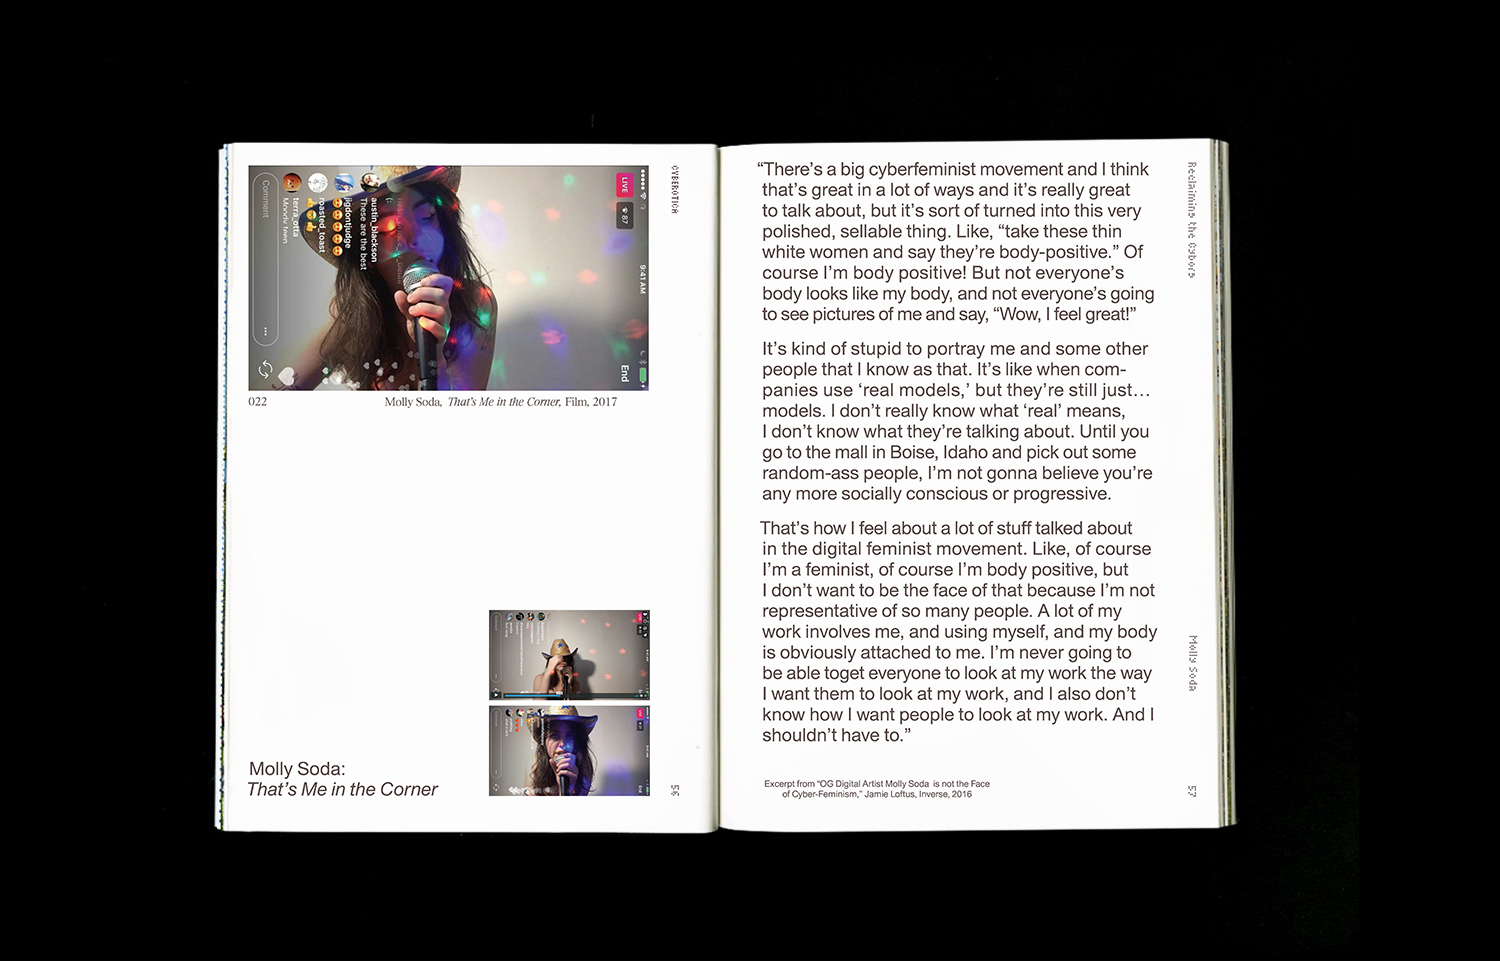 Comment
terra_otta
Moody teen
roasted_toast
jigdontjudge
austin_blackson
These are the best
LIVE
87
9:41 AM
End
CYBEROTICA
022
Molly Soda, That's Me in the Corner, Film, 2017
Molly Soda:
That's Me in the Corner
56
“There’s a big cyberfeminist movement and I think
that’s great in a lot of ways and it’s really great
to talk about, but it’s sort of turned into this very
polished, sellable thing. Like, “take these thin
white women and say they’re body-positive.” Of
course I’m body positive! But not everyone’s
body looks like my body, and not everyone’s going
to see pictures of me and say, “Wow, I feel great!”
It’s kind of stupid to portray me and some other
people that I know as that. It’s like when com-
panies use ‘real models,’ but they’re still just…
models. I don’t really know what ‘real’ means,
I don’t know what they’re talking about. Until you
go to the mall in Boise, Idaho and pick out some
random-ass people, I’m not gonna believe you’re
any more socially conscious or progressive.
That’s how I feel about a lot of stuff talked about
in the digital feminist movement. Like, of course
I’m a feminist, of course I’m body positive, but
I don’t want to be the face of that because I’m not
representative of so many people. A lot of my
work involves me, and using myself, and my body
is obviously attached to me. I’m never going to
be able toget everyone to look at my work the way
I want them to look at my work, and I also don’t
know how I want people to look at my work. And I
shouldn’t have to.”
Excerpt from “OG Digital Artist Molly Soda is not the Face
of Cyber-Feminism,” Jamie Loftus, Inverse, 2016
Reclaiming the Cyborg
Molly Soda
57